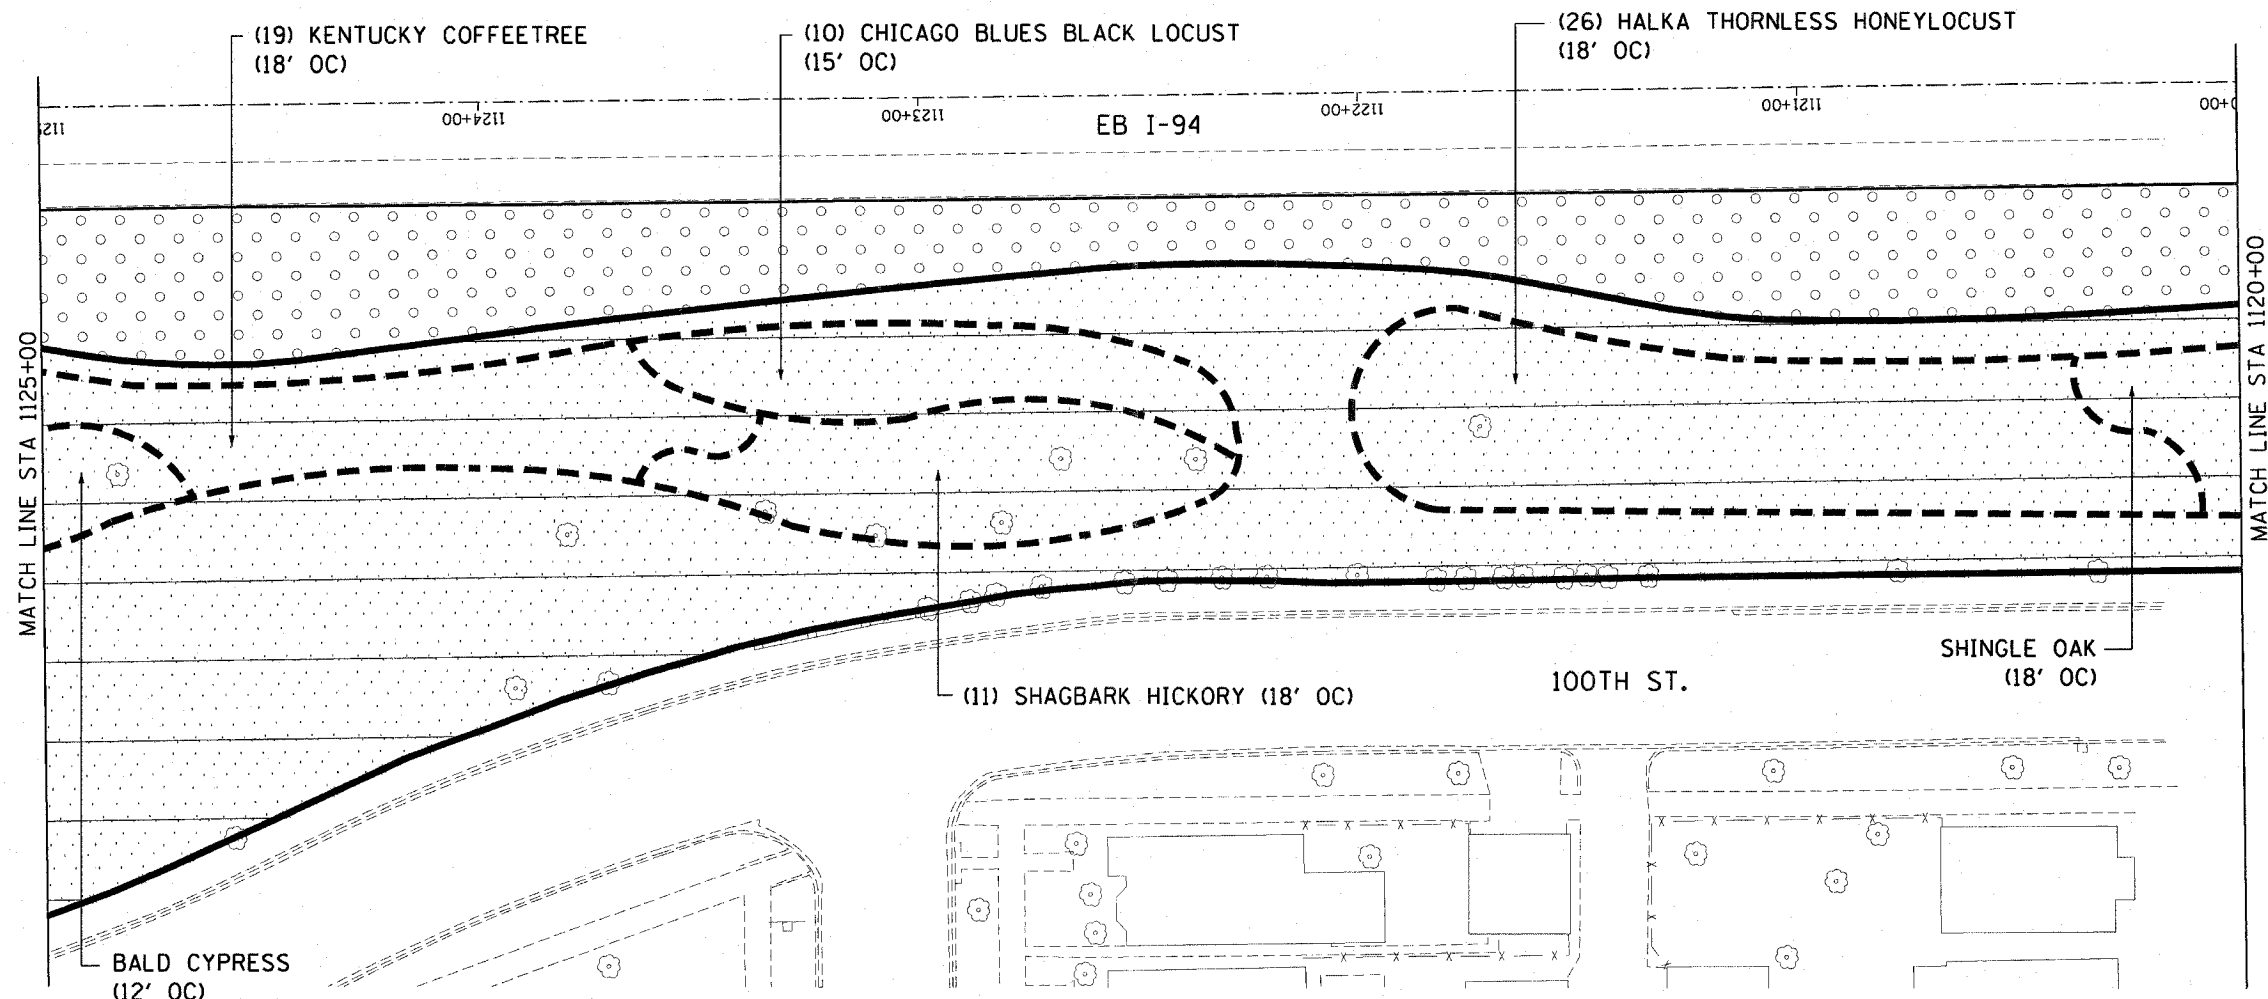 (19) KENTUCKY COFFEETREE
(18' OC)
(10) CHICAGO BLUES BLACK LOCUST
(15' OC)
(26) HALKA THORNLESS HONEYLOCUST
(18' OC)
1124+00
1123+00
1122+00
1121+00
EB I-94
MATCH LINE STA 1125+00
MATCH LINE STA 1120+00
(11) SHAGBARK HICKORY (18' OC)
100TH ST.
SHINGLE OAK
(18' OC)
BALD CYPRESS
(12' OC)